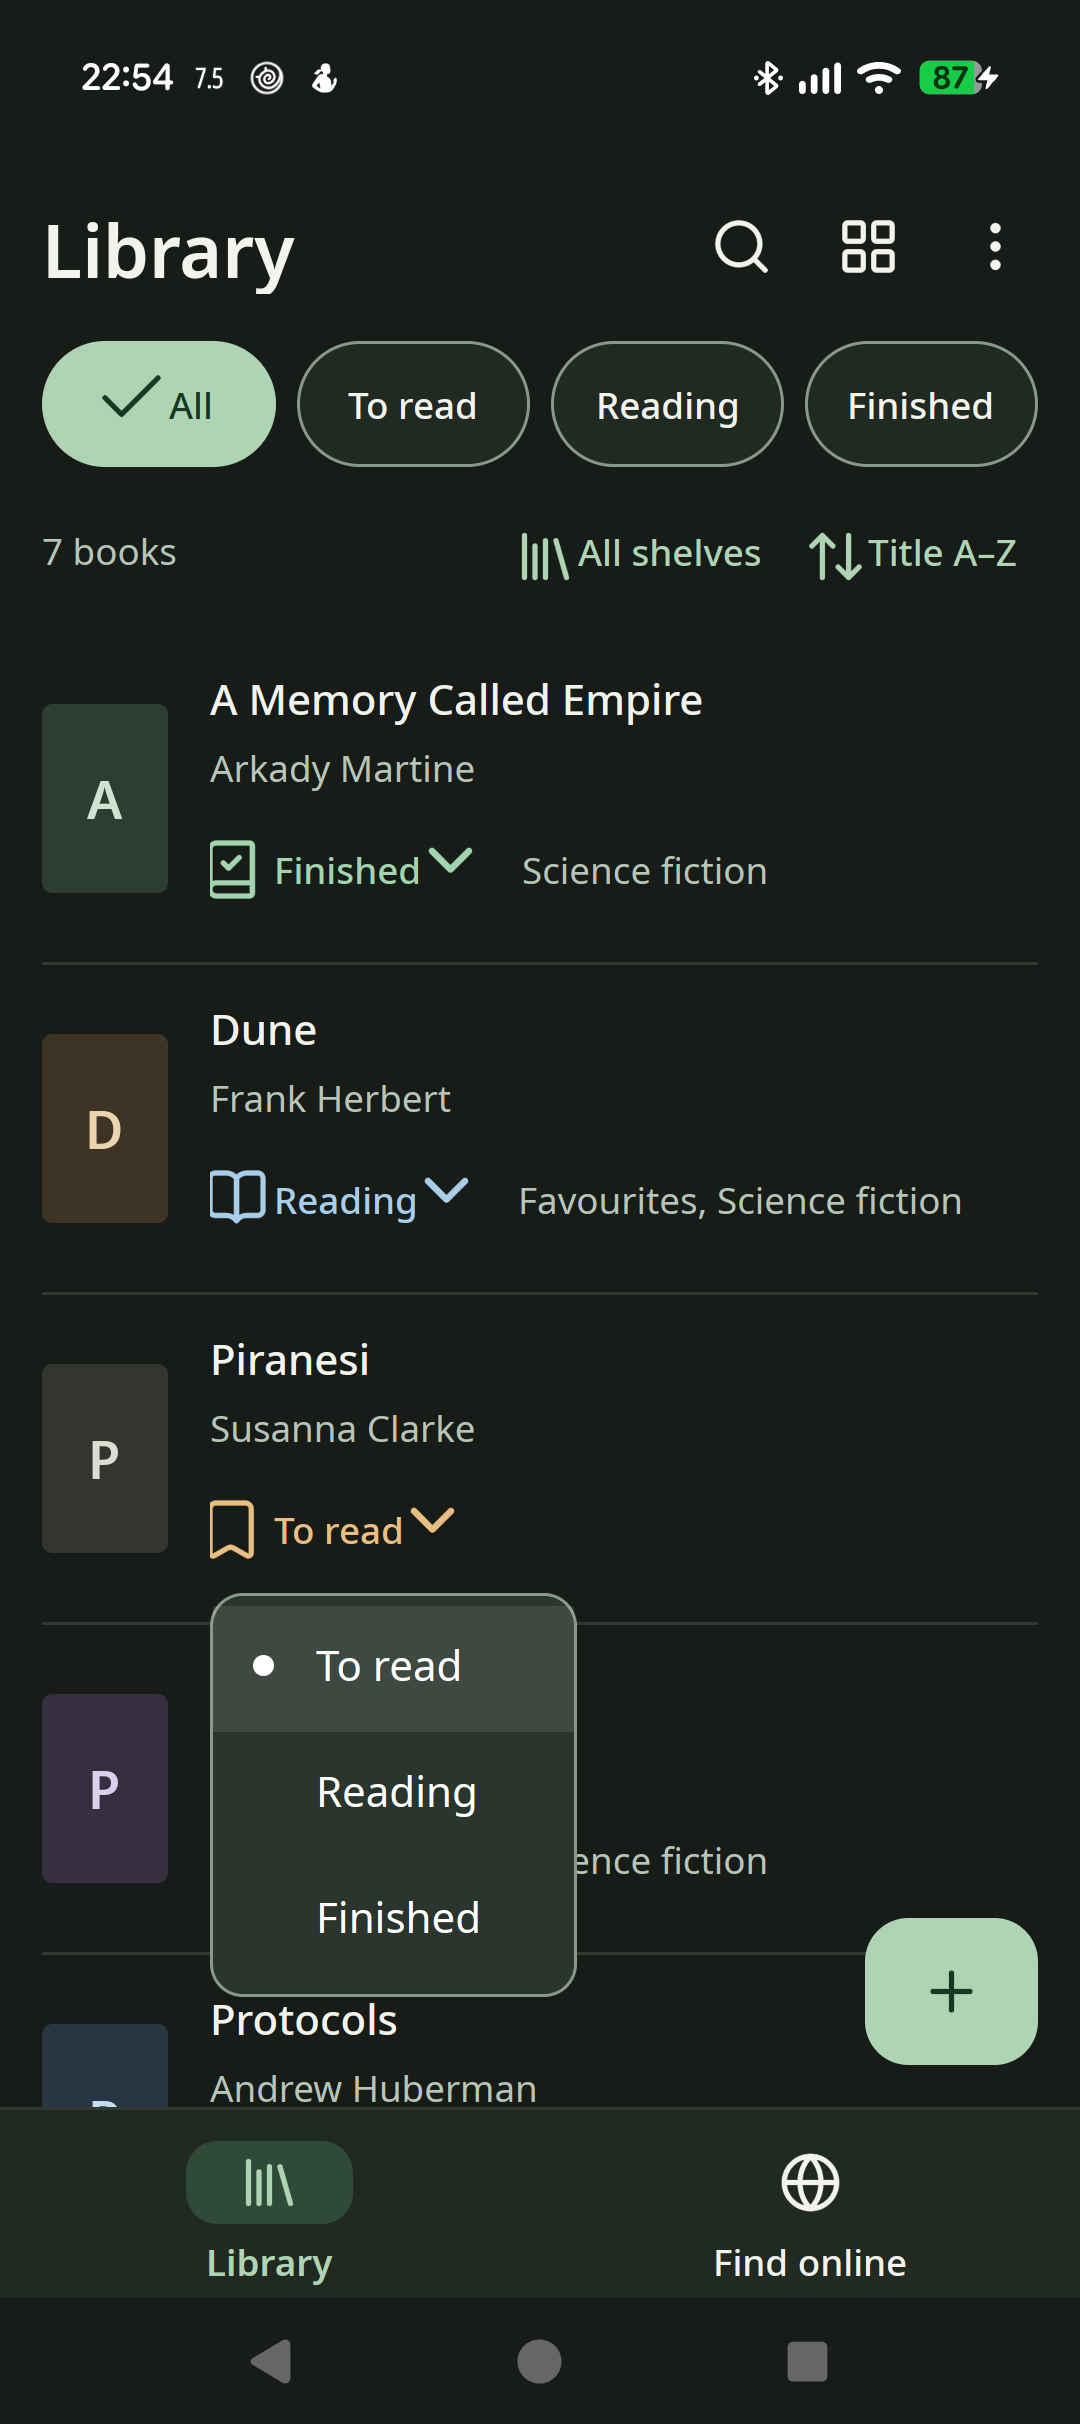 22:54 7.5 87
Library
All To read Reading Finished
7 books All shelves Title A–Z
A Memory Called Empire
A
Arkady Martine
Finished Science fiction
Dune
D
Frank Herbert
Reading Favourites, Science fiction
Piranesi
P
Susanna Clarke
To read
To read
P
Reading
ence fiction
Finished
Protocols
Andrew Huberman
Library Find online